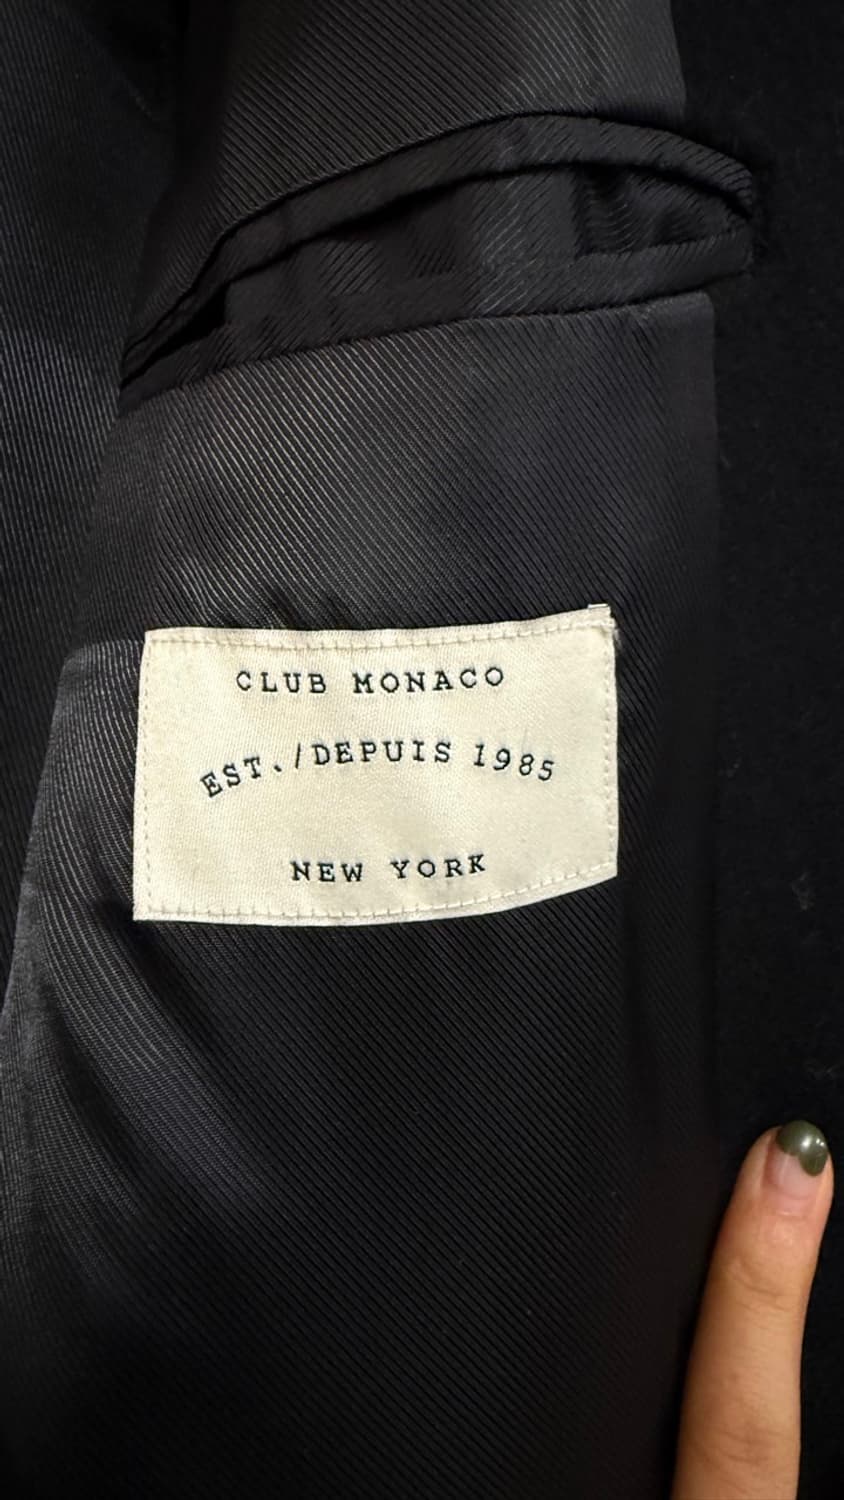 CLUB MONACO
EST./DEPUIS 1985
NEW YORK